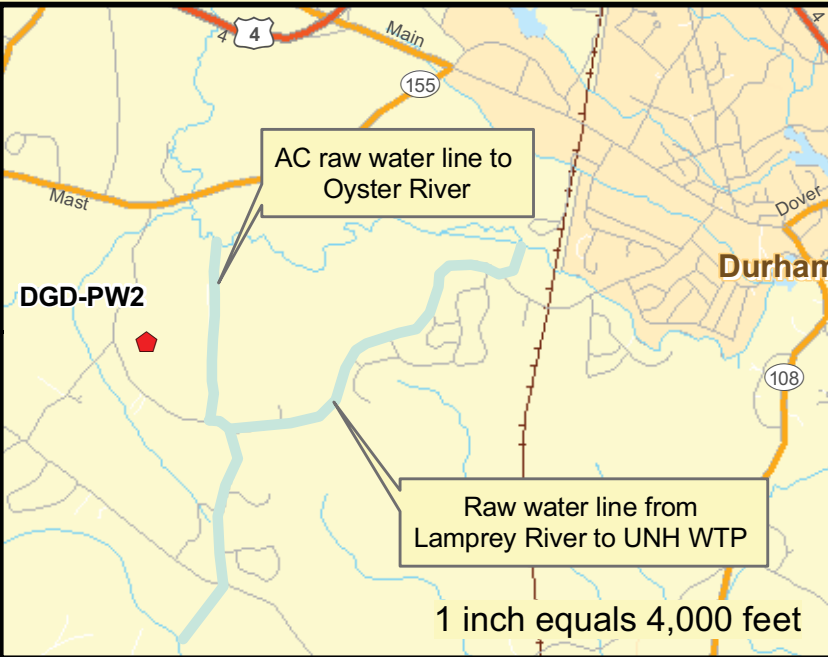 4
4
Main
4
155
AC raw water line to
Oyster River
Mast
Dover
Durham
DGD-PW2
108
Raw water line from
Lamprey River to UNH WTP
1 inch equals 4,000 feet